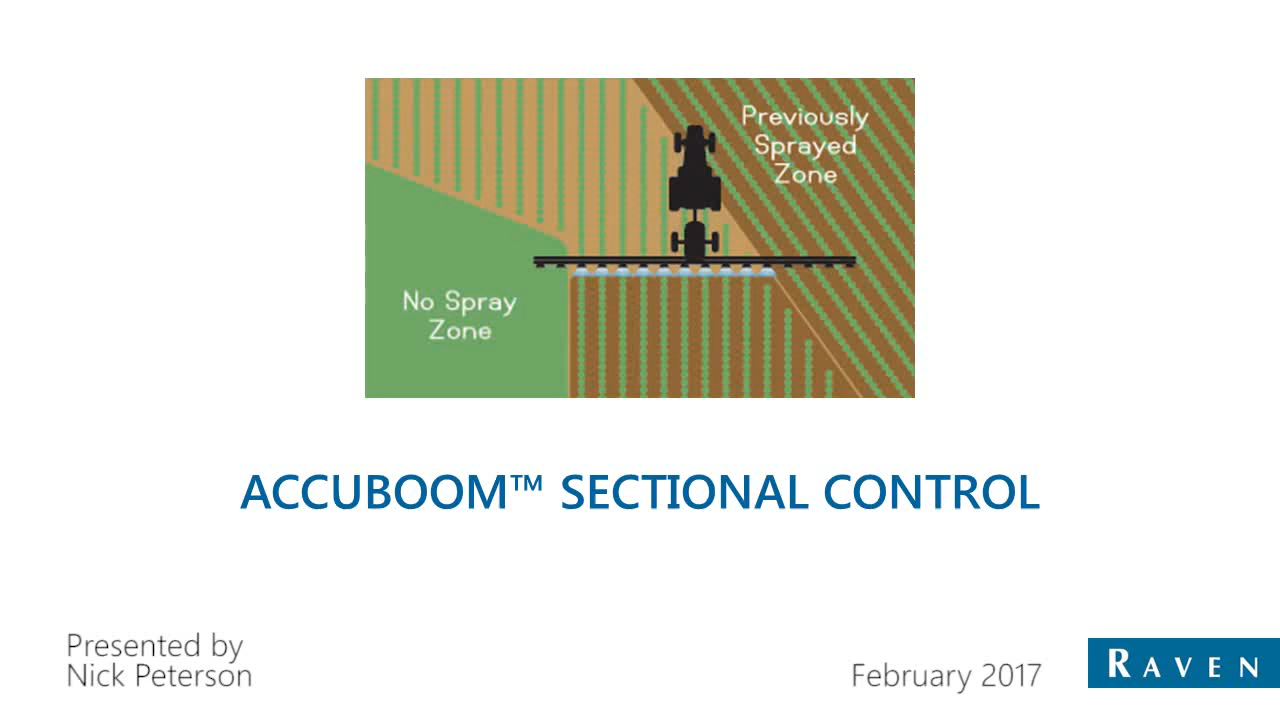 Previously
Sprayed
Zone
No Spray
Zone
ACCUBOOM™ SECTIONAL CONTROL
Presented by
Nick Peterson
February 2017
RAVEN